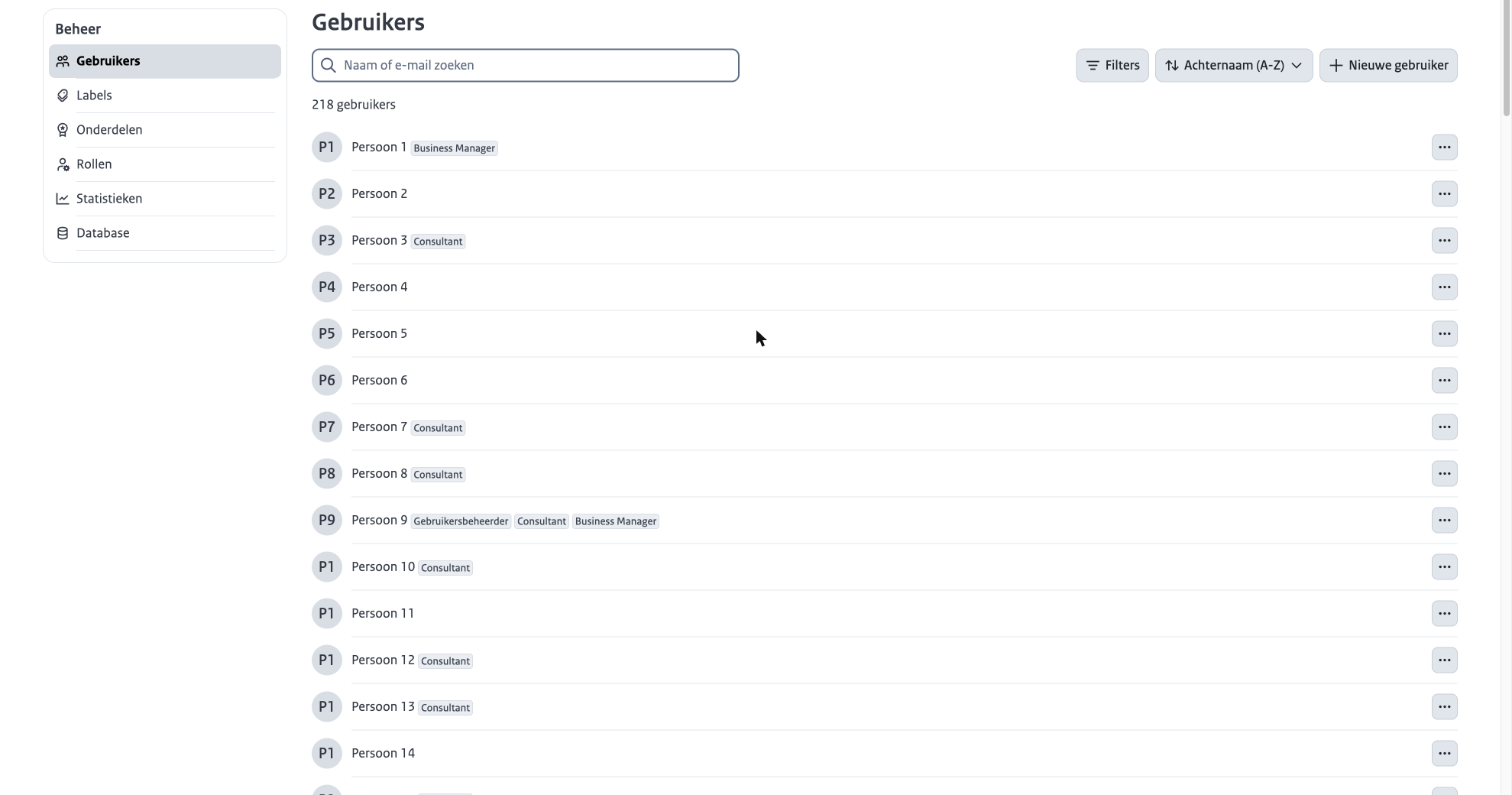 Beheer
Gebruikers
Labels
Onderdelen
Rollen
Statistieken
Database
Gebruikers
Naam of e-mail zoeken
Filters
Achternaam (A-Z)
Nieuwe gebruiker
218 gebruikers
P1 Persoon 1 Business Manager
P2 Persoon 2
P3 Persoon 3 Consultant
P4 Persoon 4
P5 Persoon 5
P6 Persoon 6
P7 Persoon 7 Consultant
P8 Persoon 8 Consultant
P9 Persoon 9 Gebruikersbeheerder Consultant Business Manager
P1 Persoon 10 Consultant
P1 Persoon 11
P1 Persoon 12 Consultant
P1 Persoon 13 Consultant
P1 Persoon 14